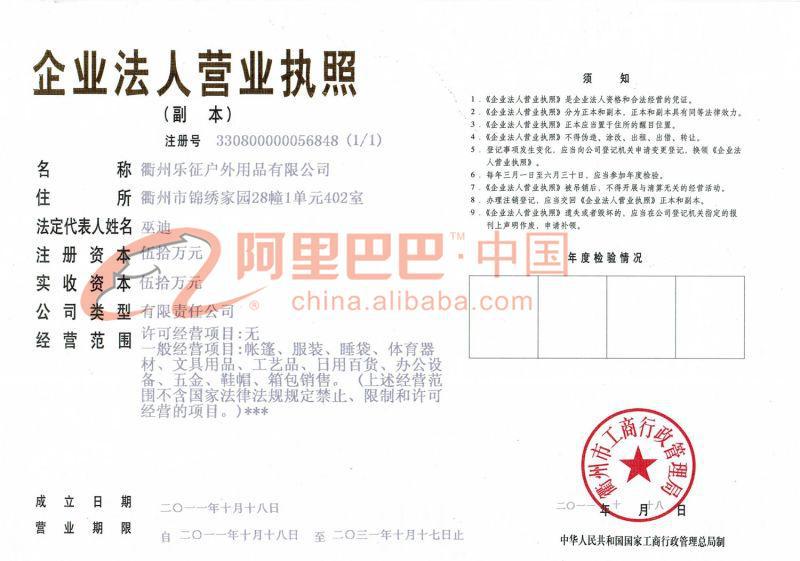 企业法人营业执照
（副 本）
注册号 330800000056848 (1/1)
名 称 衢州乐征户外用品有限公司
住 所 衢州市锦绣家园28幢1单元402室
法定代表人姓名 巫迪
注册资本 伍拾万元
实收资本 伍拾万元
公司类型 有限责任公司
经营范围 许可经营项目:无
一般经营项目:帐篷、服装、睡袋、体育器
材、文具用品、工艺品、日用百货、办公设
备、五金、鞋帽、箱包销售。（上述经营范
围不含国家法律法规规定禁止、限制和许可
经营的项目。)***
成立日期 二〇一一年十月十八日
营业期限 自 二〇一一年十月十八日 至 二〇三一年十月十七日止
须 知
1．《企业法人营业执照》是企业法人资格和合法经营的凭证。
2．《企业法人营业执照》分为正本和副本，正本和副本具有同等法律效力。
3．《企业法人营业执照》正本应当置于住所的醒目位置。
4．《企业法人营业执照》不得伪造、涂改、出租、出借、转让。
5．登记事项发生变化，应当向公司登记机关申请变更登记，换领《企业法
人营业执照》。
6．每年三月一日至六月三十日，应当参加年度检验。
7．《企业法人营业执照》被吊销后，不得开展与清算无关的经营活动。
8．办理注销登记，应当交回《企业法人营业执照》正本和副本。
9．《企业法人营业执照》遗失或者毁坏的，应当在公司登记机关指定的报
刊上声明作废，申请补领。
年度检验情况
衢州市工商行政管理局
二〇一一年 十 月 十八 日
中华人民共和国国家工商行政管理总局制
阿里巴巴™·中国
china.alibaba.com